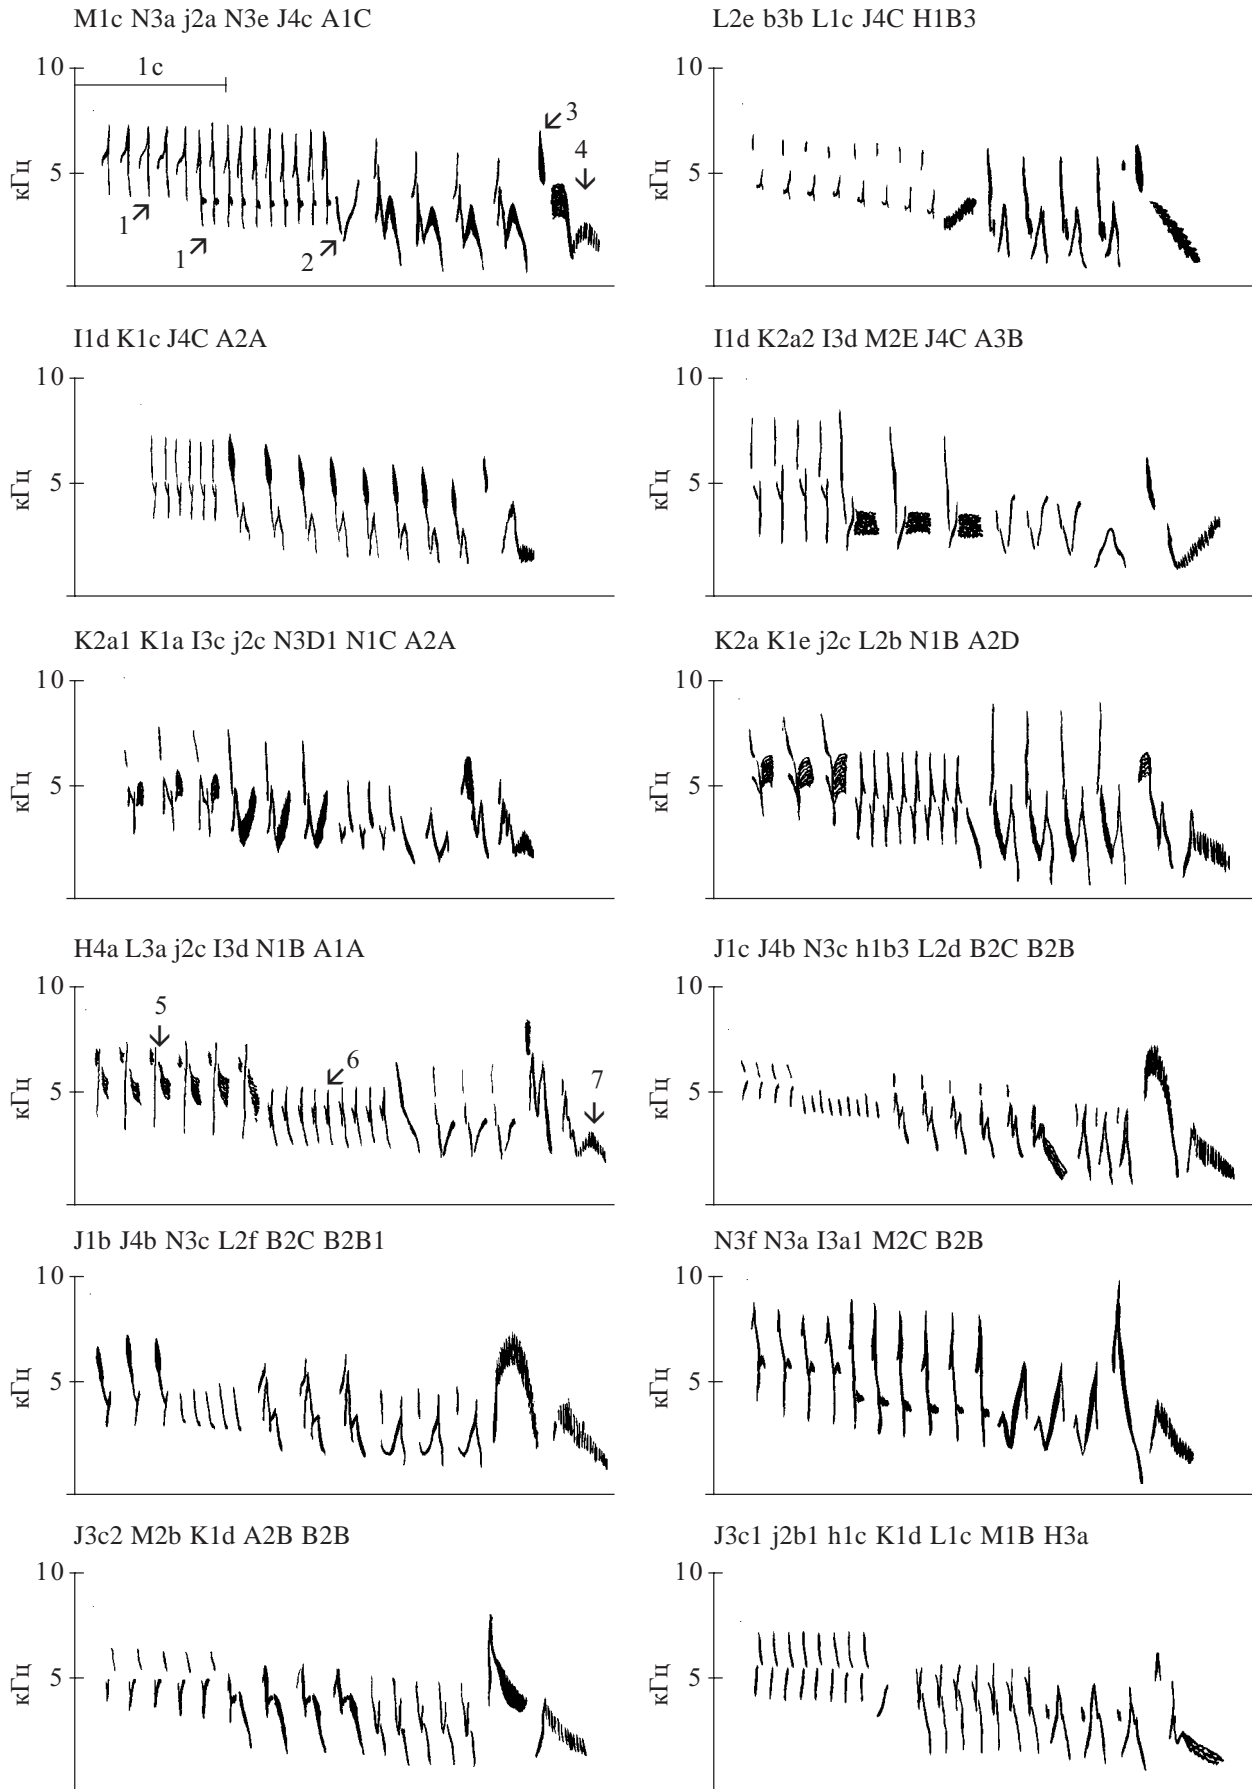 M1c N3a j2a N3e J4c A1C
10
1c
3
4
5
кГц
1
1
2
L2e b3b L1c J4C H1B3
10
5
кГц
I1d K1c J4C A2A
10
5
кГц
I1d K2a2 I3d M2E J4C A3B
10
5
кГц
K2a1 K1a I3c j2c N3D1 N1C A2A
10
5
кГц
K2a K1e j2c L2b N1B A2D
10
5
кГц
H4a L3a j2c I3d N1B A1A
10
5
6
7
5
кГц
J1c J4b N3c h1b3 L2d B2C B2B
10
5
кГц
J1b J4b N3c L2f B2C B2B1
10
5
кГц
N3f N3a I3a1 M2C B2B
10
5
кГц
J3c2 M2b K1d A2B B2B
10
5
кГц
J3c1 j2b1 h1c K1d L1c M1B H3a
10
5
кГц